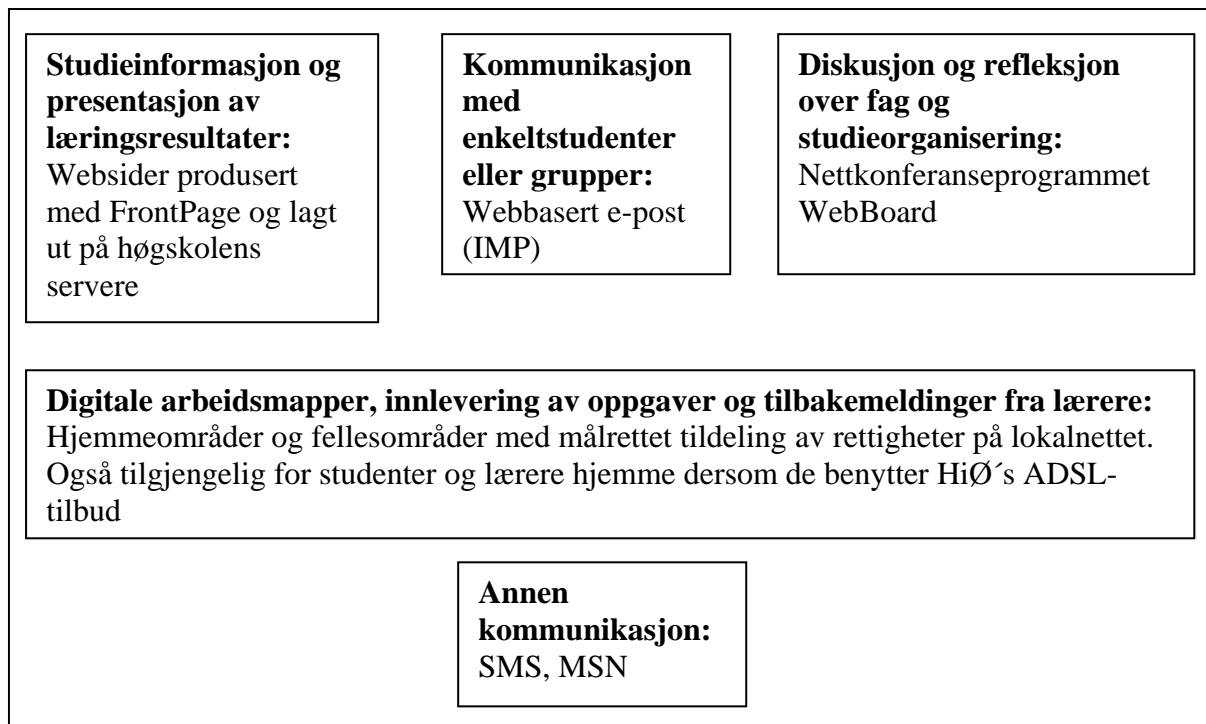 Studieinformasjon og
presentasjon av
læringsresultater:
Websider produsert
med FrontPage og lagt
ut på høgskolens
servere
Kommunikasjon
med
enkeltstudenter
eller grupper:
Webbasert e-post
(IMP)
Diskusjon og refleksjon
over fag og
studieorganisering:
Nettkonferanseprogrammet
WebBoard
Digitale arbeidsmapper, innlevering av oppgaver og tilbakemeldinger fra lærere:
Hjemmeområder og fellesområder med målrettet tildeling av rettigheter på lokalnettet.
Også tilgjengelig for studenter og lærere hjemme dersom de benytter HiØ´s ADSL-
tilbud
Annen
kommunikasjon:
SMS, MSN